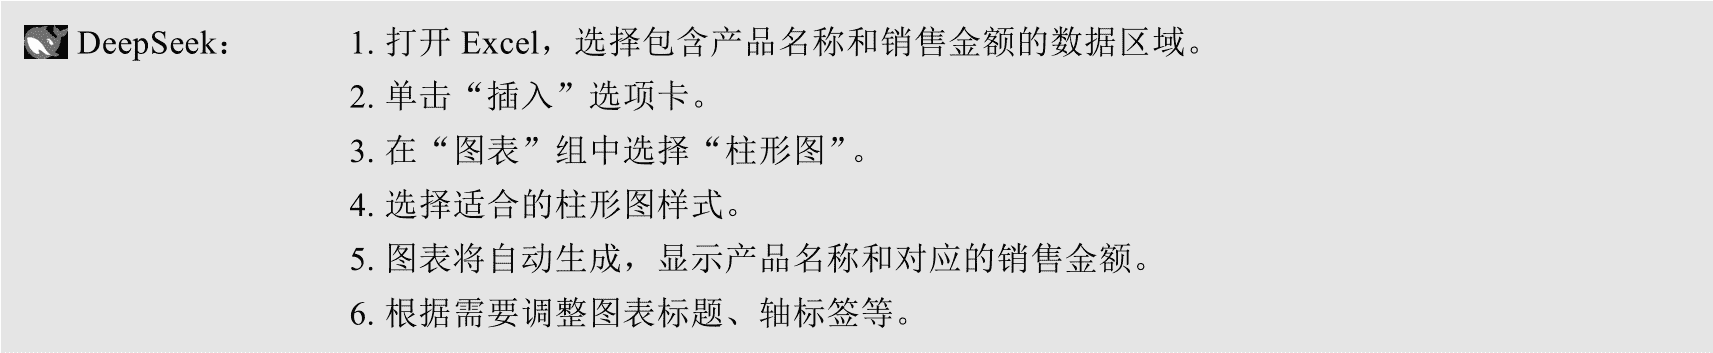 DeepSeek： 1. 打开 Excel，选择包含产品名称和销售金额的数据区域。
2. 单击“插入”选项卡。
3. 在“图表”组中选择“柱形图”。
4. 选择适合的柱形图样式。
5. 图表将自动生成，显示产品名称和对应的销售金额。
6. 根据需要调整图表标题、轴标签等。